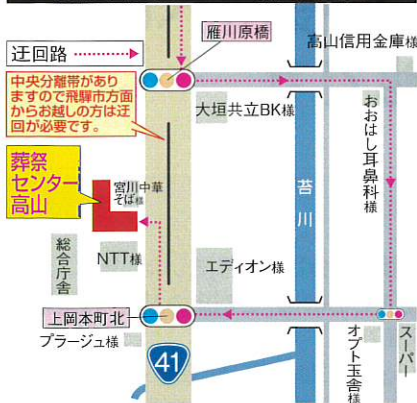 雁川原橋
高山信用金庫様
迂回路
中央分離帯があり
ますので飛騨市方面
からお越しの方は迂
回が必要です。
大垣共立BK様
おおはし耳鼻科様
葬祭
センター
高山
宮川中華
そば様
苔川
総合庁舎
NTT様
エディオン様
上岡本町北
プラージュ様
41
オプト玉舎様
スーパー